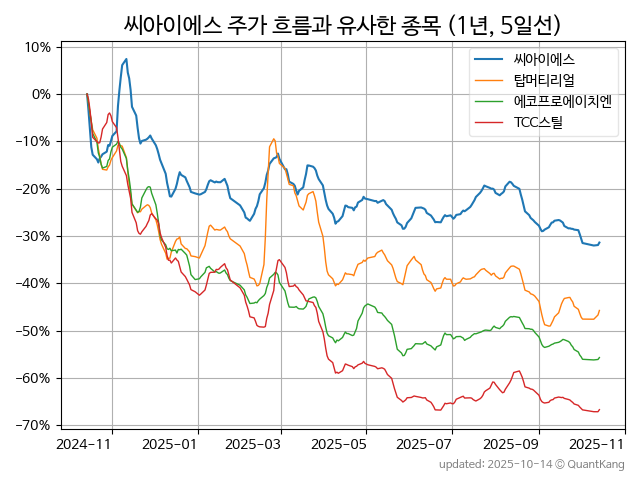 씨아이에스 주가 흐름과 유사한 종목 (1년, 5일선)
10%
0%
−10%
−20%
−30%
−40%
−50%
−60%
−70%
씨아이에스
탑머티리얼
에코프로에이치엔
TCC스틸
2024-11
2025-01
2025-03
2025-05
2025-07
2025-09
2025-11
updated: 2025-10-14 © QuantKang